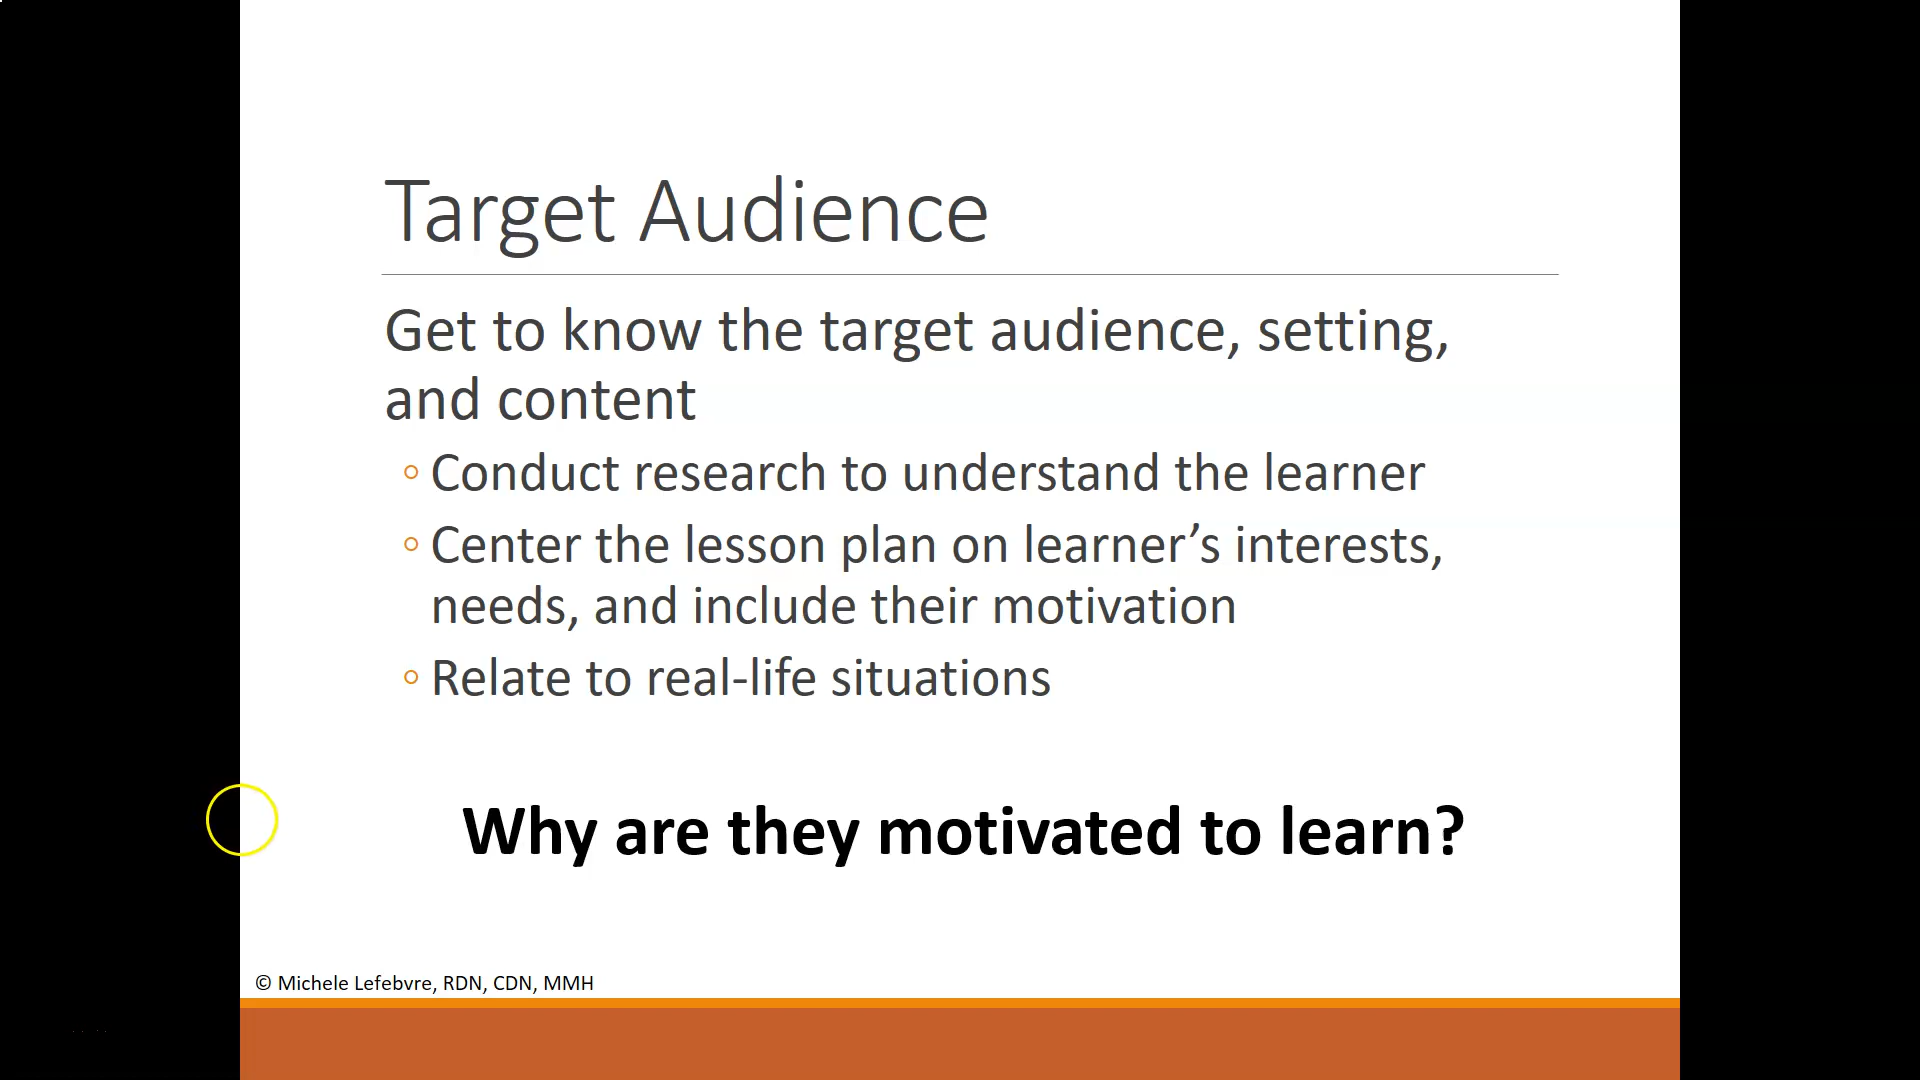 Target Audience
Get to know the target audience, setting,
and content
◦ Conduct research to understand the learner
◦ Center the lesson plan on learner’s interests,
needs, and include their motivation
◦ Relate to real-life situations
Why are they motivated to learn?
© Michele Lefebvre, RDN, CDN, MMH